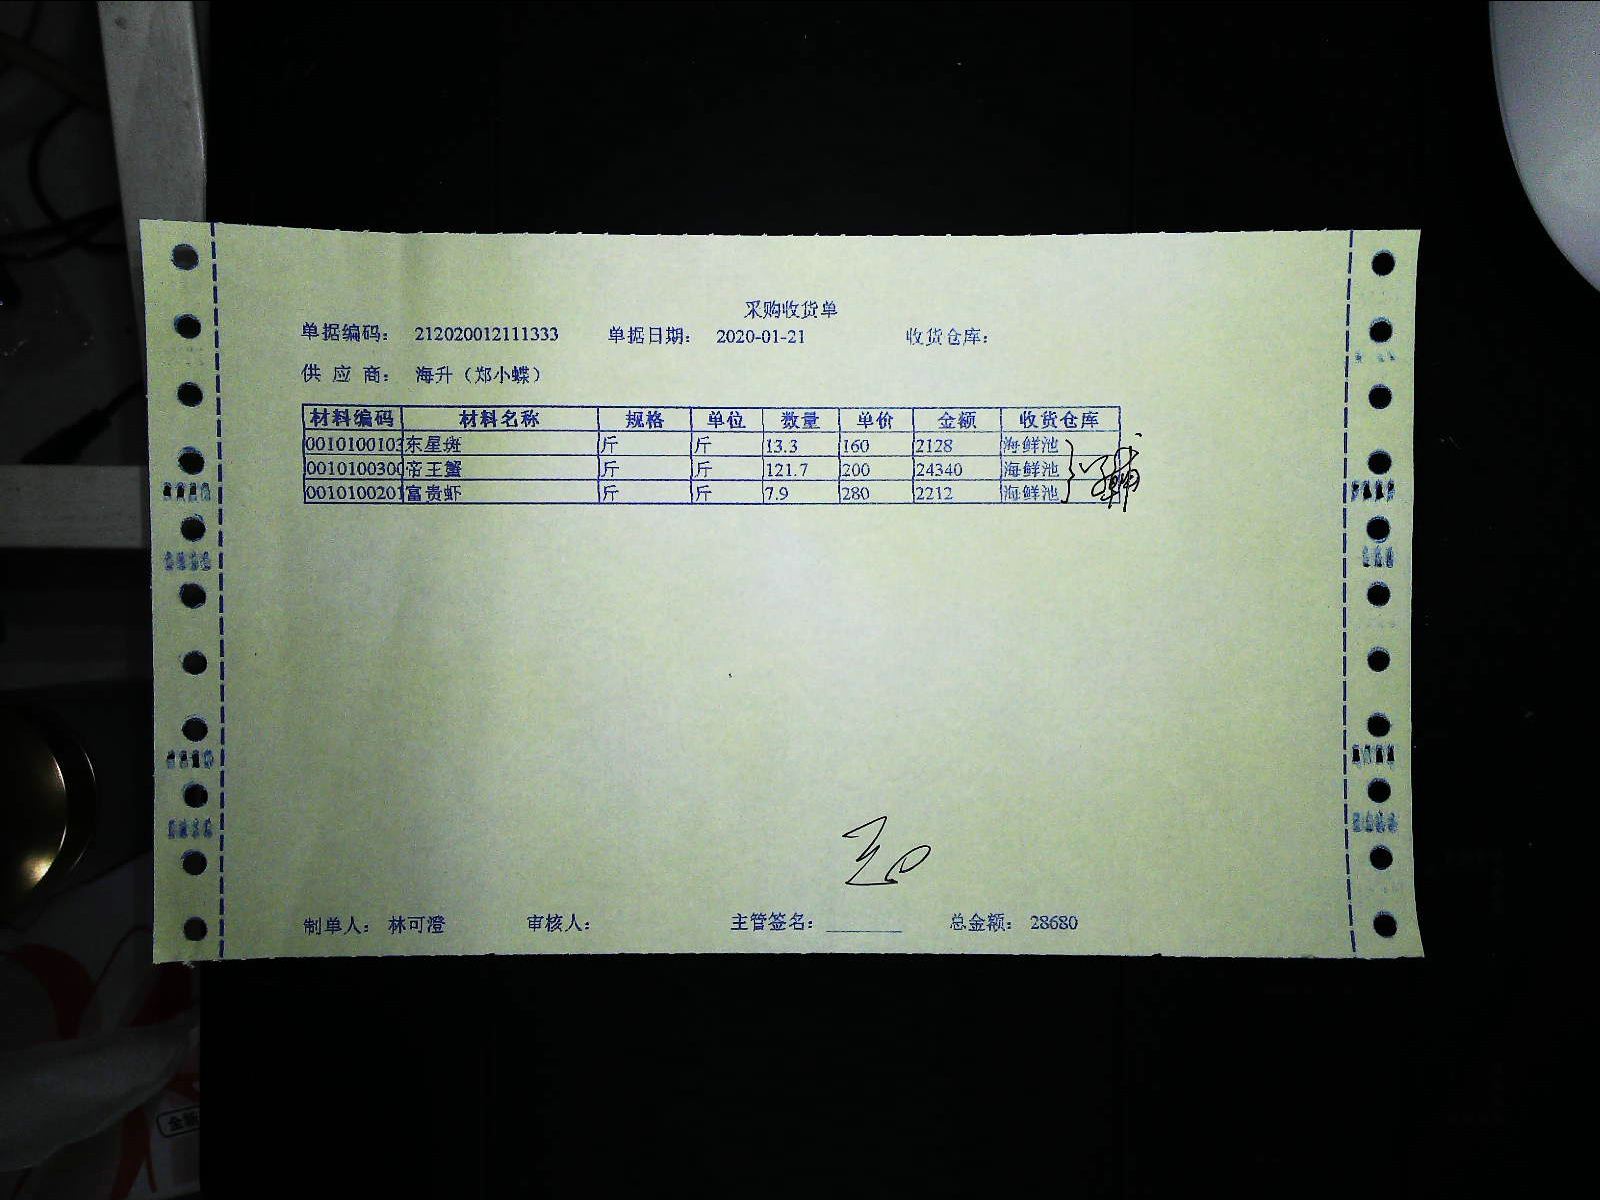 采购收货单
单据编码： 212020012111333 单据日期： 2020-01-21 收货仓库：
供 应 商： 海升（郑小蝶）
材料编码 材料名称 规格 单位 数量 单价 金额 收货仓库
0010100103 东星斑 斤 斤 13.3 160 2128 海鲜池
0010100300 帝王蟹 斤 斤 121.7 200 24340 海鲜池
0010100201 富贵虾 斤 斤 7.9 280 2212 海鲜池
制单人： 林可澄 审核人： 主管签名： 总金额： 28680